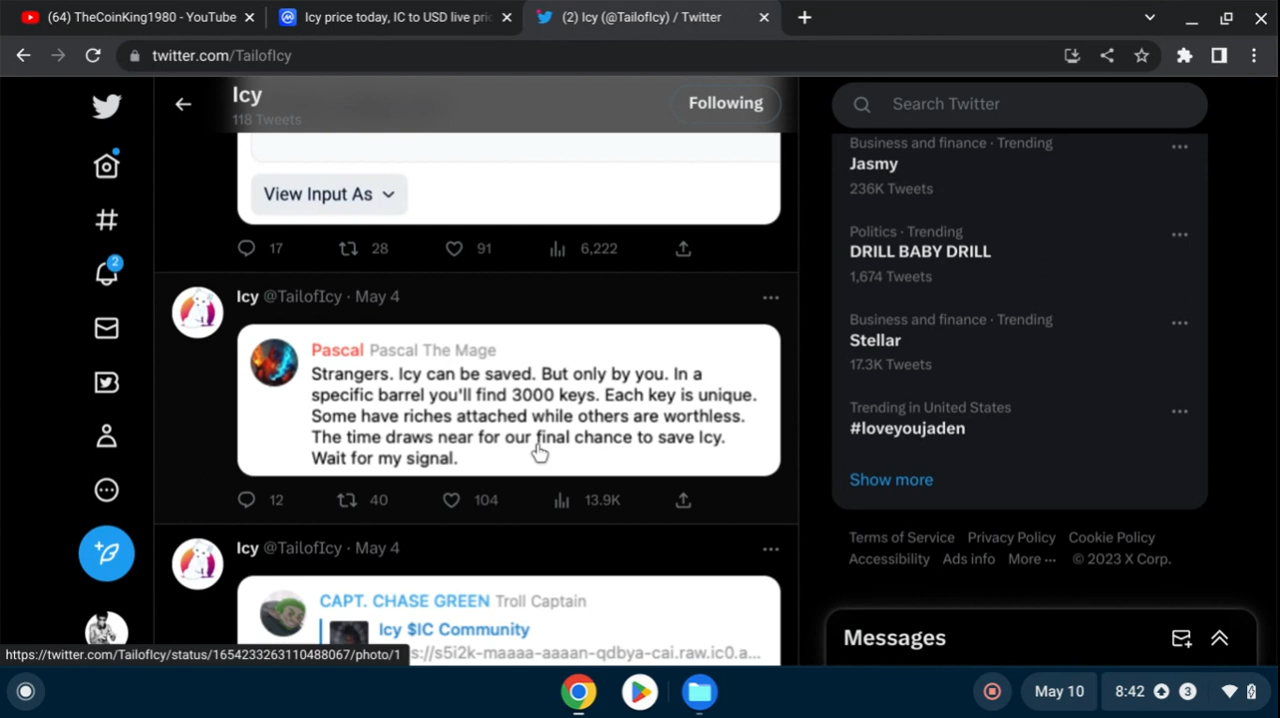 (64) TheCoinKing1980 - YouTube
Icy price today, IC to USD live pric
(2) Icy (@TailofIcy) / Twitter
twitter.com/TailofIcy
Icy
118 Tweets
Following
View Input As
17 28 91 6,222
Icy @TailofIcy · May 4
Pascal Pascal The Mage
Strangers. Icy can be saved. But only by you. In a
specific barrel you'll find 3000 keys. Each key is unique.
Some have riches attached while others are worthless.
The time draws near for our final chance to save Icy.
Wait for my signal.
12 40 104 13.9K
Icy @TailofIcy · May 4
CAPT. CHASE GREEN Troll Captain
Icy $IC Community
s://s5i2k-maaaa-aaaan-qdbya-cai.raw.ic0.a...
Search Twitter
Business and finance · Trending
Jasmy
236K Tweets
Politics · Trending
DRILL BABY DRILL
1,674 Tweets
Business and finance · Trending
Stellar
17.3K Tweets
Trending in United States
#loveyoujaden
Show more
Terms of Service Privacy Policy Cookie Policy
Accessibility Ads info More ··· © 2023 X Corp.
Messages
2
https://twitter.com/TailofIcy/status/1654233263110488067/photo/1
May 10
8:42
3